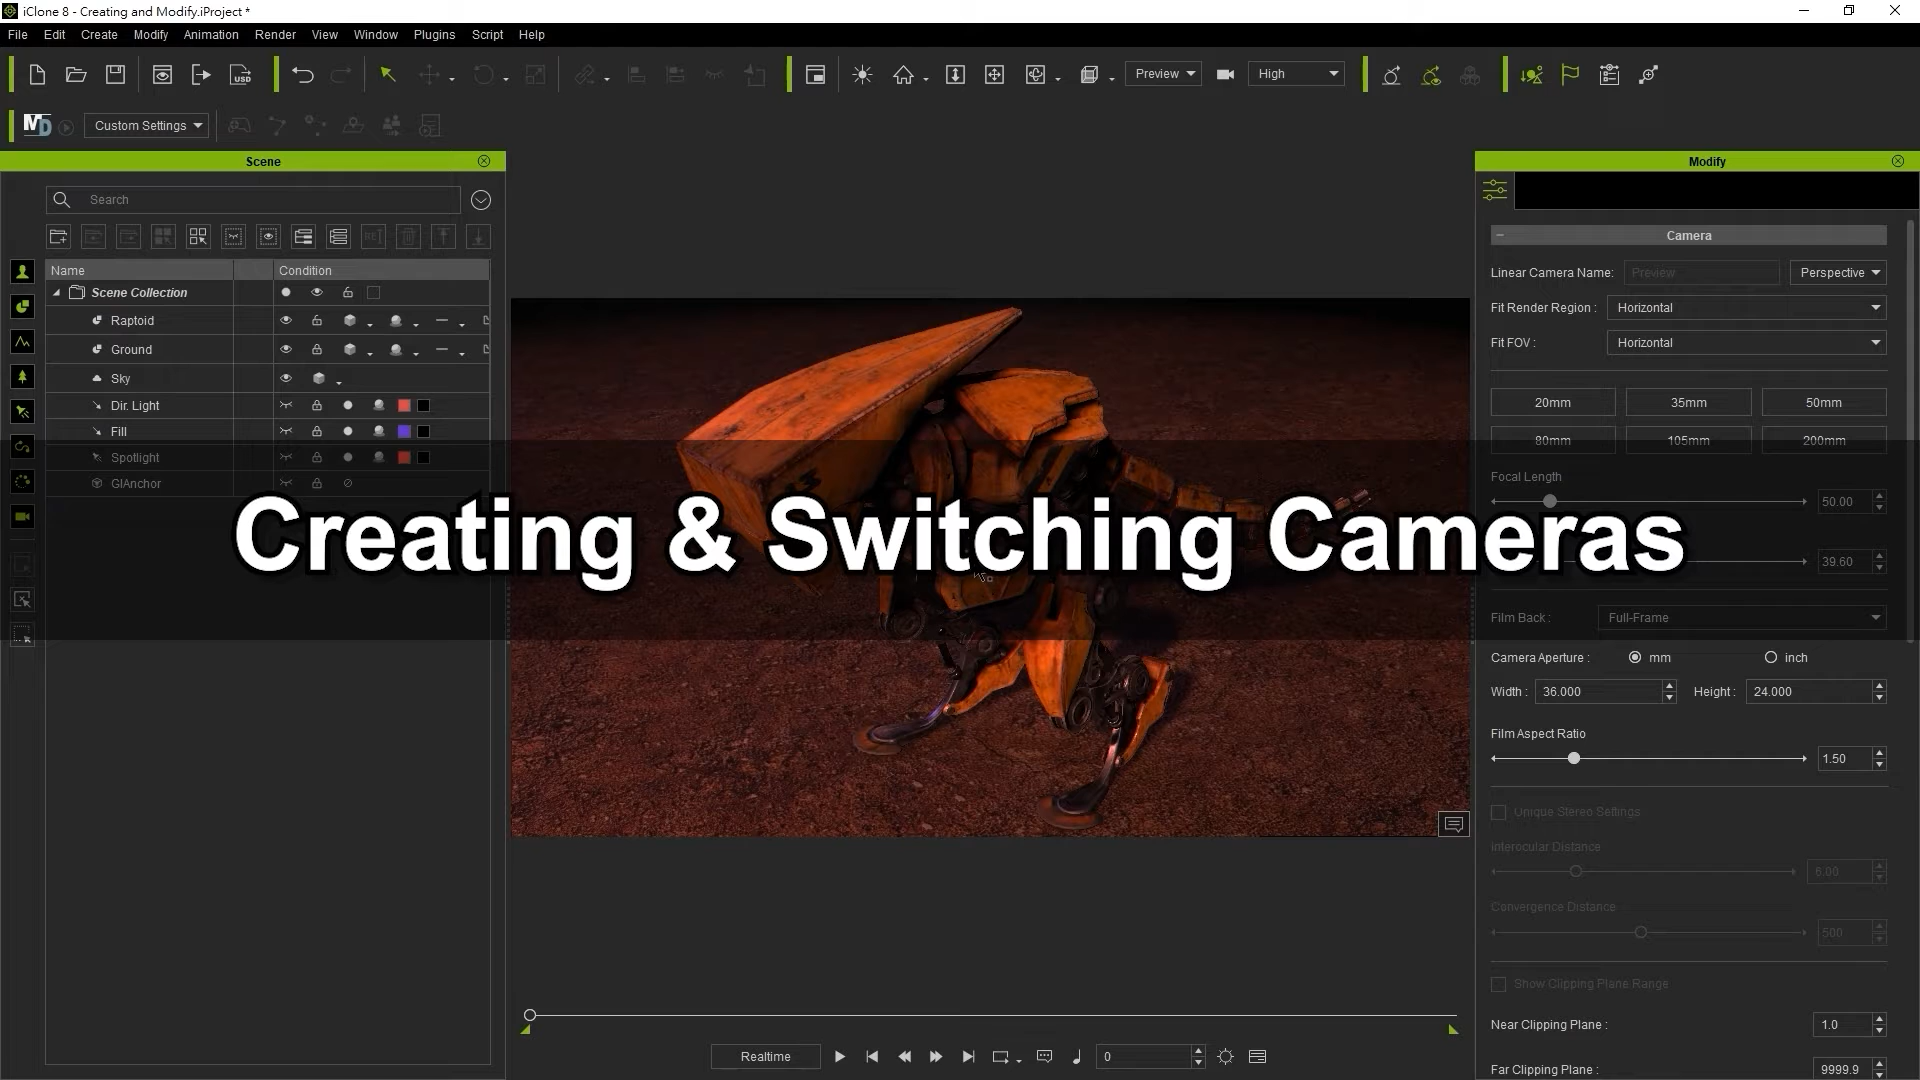 iClone 8 - Creating and Modify.iProject *
File Edit Create Modify Animation Render View Window Plugins Script Help
USD
Preview High
MD Custom Settings
Scene
Search
Name Condition
Scene Collection
Raptoid
Ground
Sky
Dir. Light
Fill
Spotlight
GIAnchor
Creating & Switching Cameras
Realtime 0
Modify
Camera
Linear Camera Name: Preview Perspective
Fit Render Region : Horizontal
Fit FOV : Horizontal
20mm 35mm 50mm
80mm 105mm 200mm
Focal Length
50.00
39.60
Film Back : Full-Frame
Camera Aperture : mm inch
Width : 36.000 Height : 24.000
Film Aspect Ratio
1.50
Unique Stereo Settings
Interocular Distance
6.00
Convergence Distance
500
Show Clipping Plane Range
Near Clipping Plane : 1.0
Far Clipping Plane : 9999.9